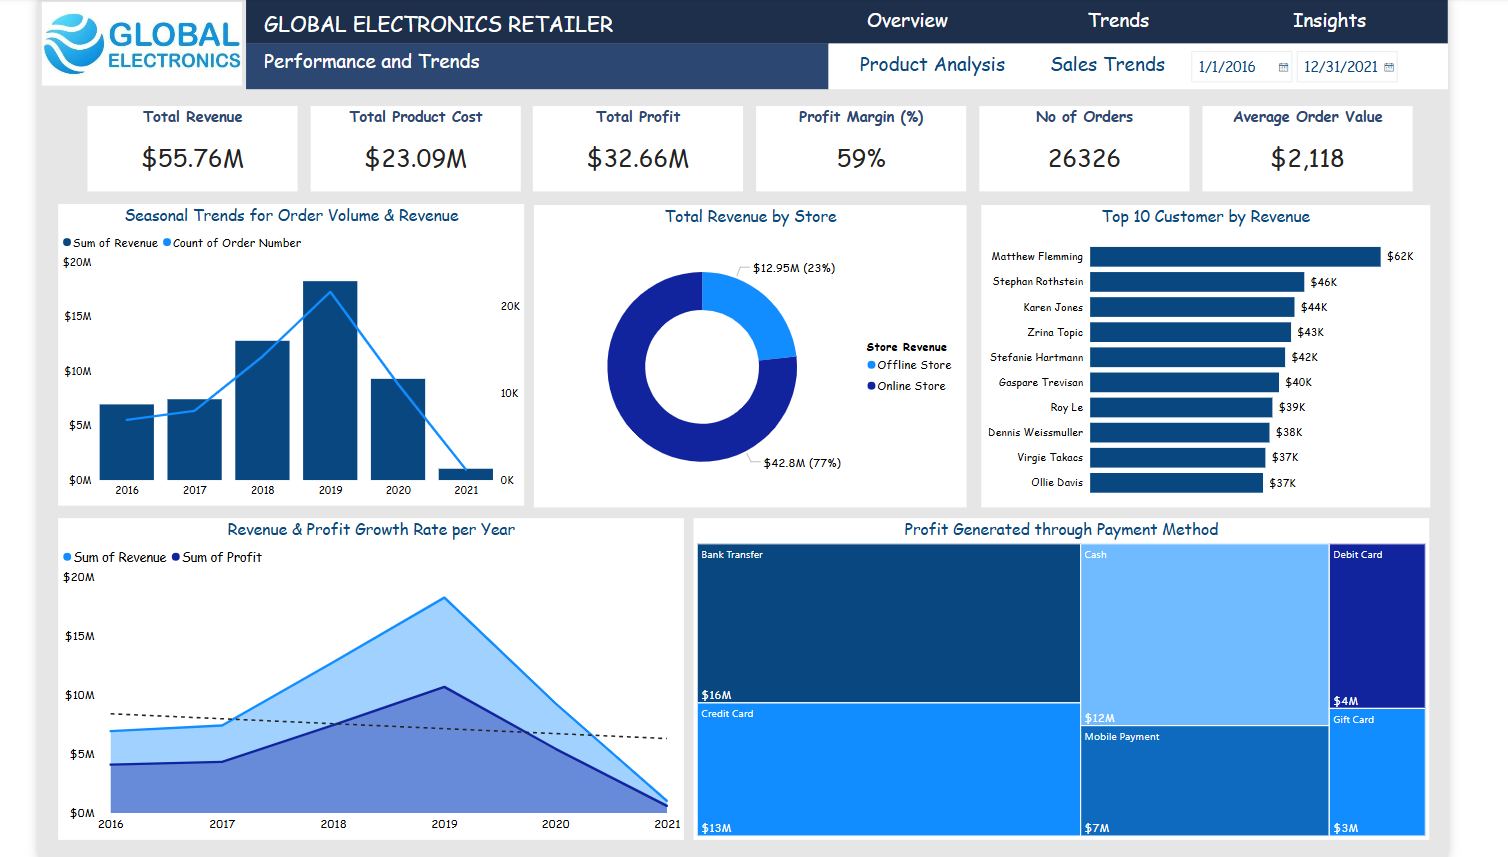 GLOBAL
ELECTRONICS
GLOBAL ELECTRONICS RETAILER
Performance and Trends
Overview
Trends
Insights
Product Analysis
Sales Trends
1/1/2016
12/31/2021
Total Revenue
$55.76M
Total Product Cost
$23.09M
Total Profit
$32.66M
Profit Margin (%)
59%
No of Orders
26326
Average Order Value
$2,118
Seasonal Trends for Order Volume & Revenue
Sum of Revenue
Count of Order Number
$20M
$15M
$10M
$5M
$0M
20K
10K
0K
2016
2017
2018
2019
2020
2021
Total Revenue by Store
$12.95M (23%)
$42.8M (77%)
Store Revenue
Offline Store
Online Store
Top 10 Customer by Revenue
Matthew Flemming $62K
Stephan Rothstein $46K
Karen Jones $44K
Zrina Topic $43K
Stefanie Hartmann $42K
Gaspare Trevisan $40K
Roy Le $39K
Dennis Weissmuller $38K
Virgie Takacs $37K
Ollie Davis $37K
Revenue & Profit Growth Rate per Year
Sum of Revenue
Sum of Profit
$20M
$15M
$10M
$5M
$0M
2016
2017
2018
2019
2020
2021
Profit Generated through Payment Method
Bank Transfer
$16M
Credit Card
$13M
Cash
$12M
Mobile Payment
$7M
Debit Card
$4M
Gift Card
$3M